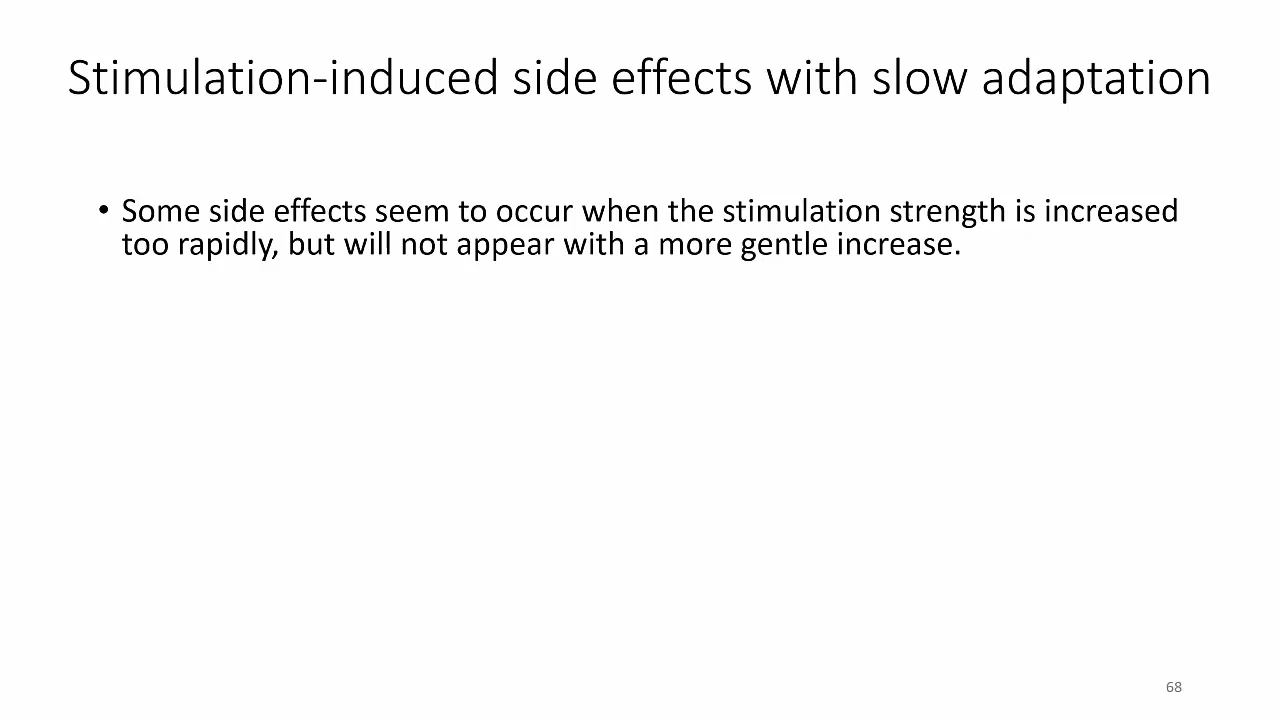 Stimulation-induced side effects with slow adaptation
• Some side effects seem to occur when the stimulation strength is increased
too rapidly, but will not appear with a more gentle increase.
68